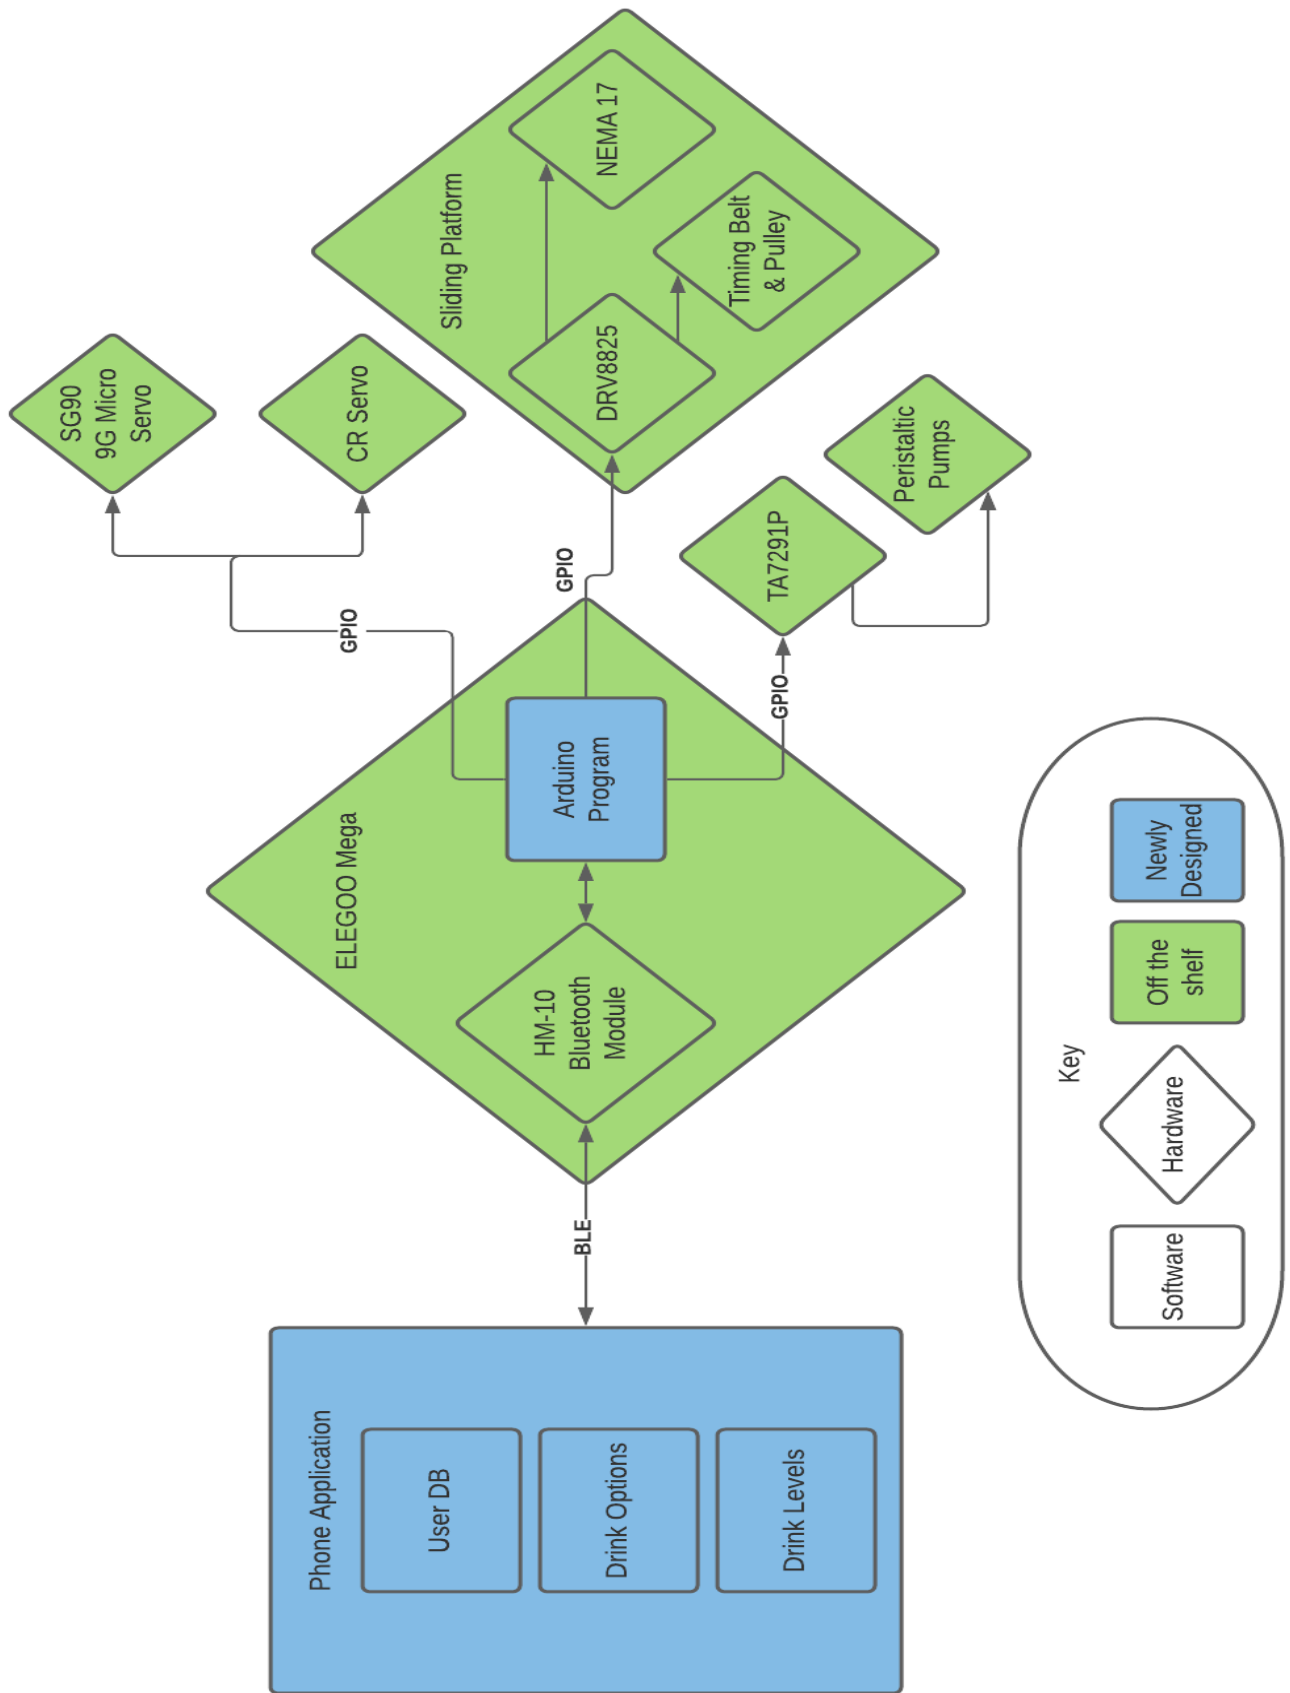 Phone Application
User DB
Drink Options
Drink Levels
BLE
ELEGOO Mega
HM-10
Bluetooth
Module
Arduino
Program
GPIO
GPIO
GPIO
SG90
9G Micro
Servo
CR Servo
Sliding Platform
DRV8825
NEMA 17
Timing Belt
& Pulley
TA7291P
Peristaltic
Pumps
Key
Software
Hardware
Off the
shelf
Newly
Designed